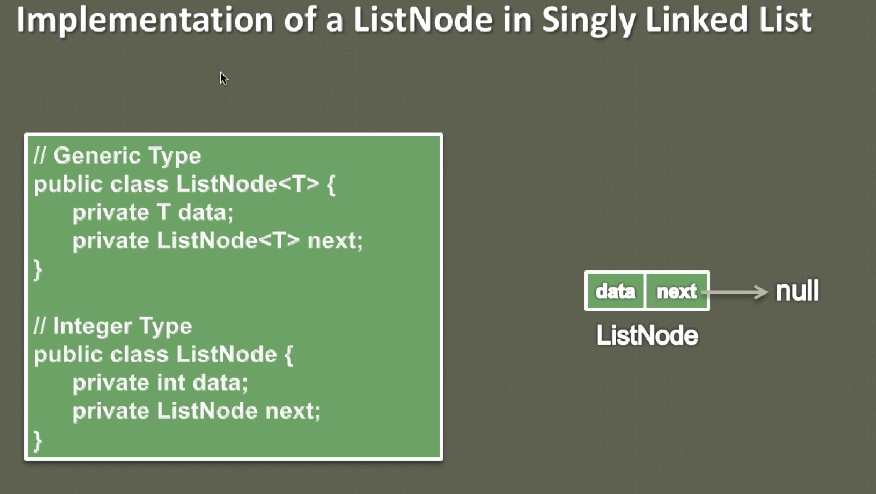 Implementation of a ListNode in Singly Linked List
// Generic Type
public class ListNode<T> {
private T data;
private ListNode<T> next;
}
// Integer Type
public class ListNode {
private int data;
private ListNode next;
}
data next null
ListNode